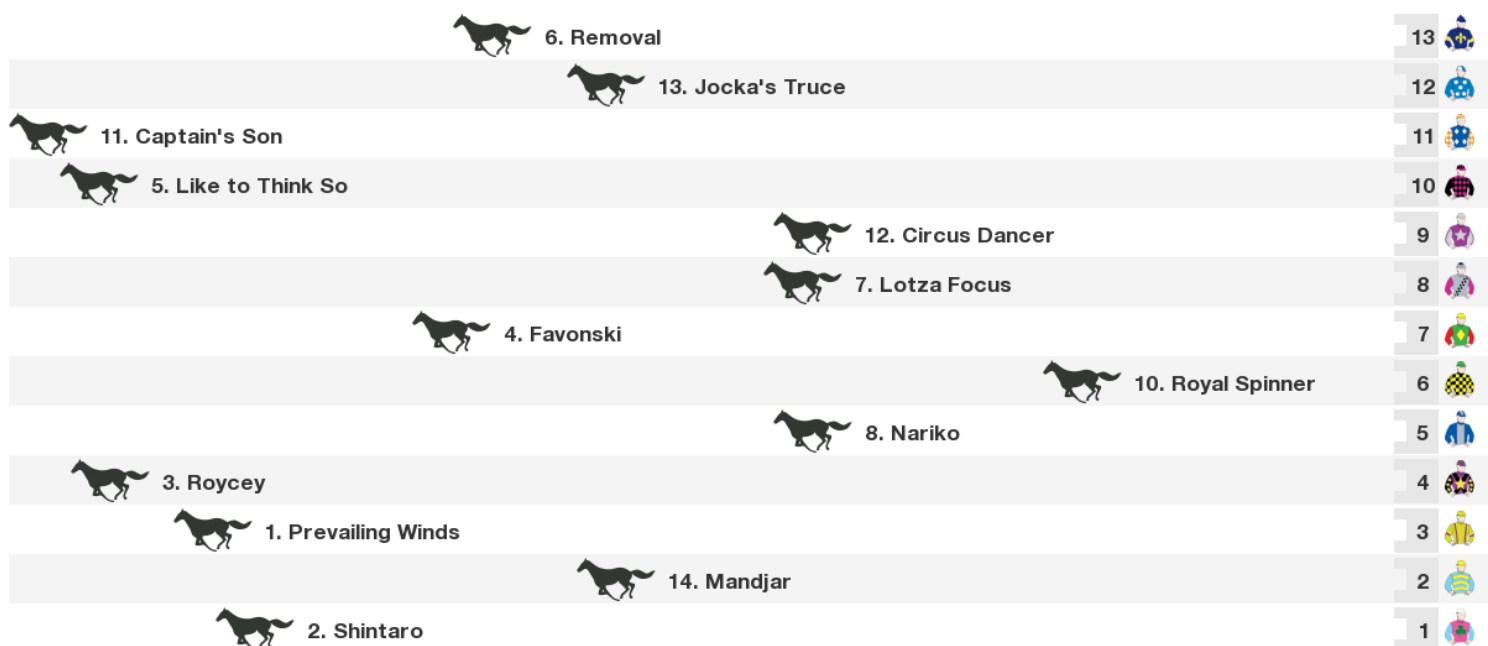 6. Removal 13
13. Jocka's Truce 12
11. Captain's Son 11
5. Like to Think So 10
12. Circus Dancer 9
7. Lotza Focus 8
4. Favonski 7
10. Royal Spinner 6
8. Nariko 5
3. Roycey 4
1. Prevailing Winds 3
14. Mandjar 2
2. Shintaro 1